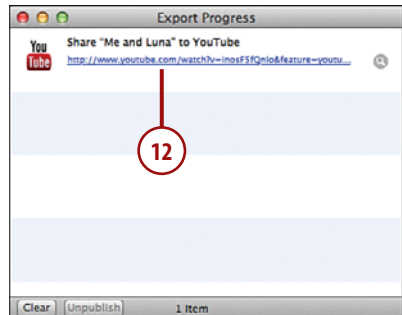 Export Progress
You
Tube
Share "Me and Luna" to YouTube
http://www.youtube.com/watch?v=inosFSfQnlo&feature=youtu...
12
Clear
Unpublish
1 Item